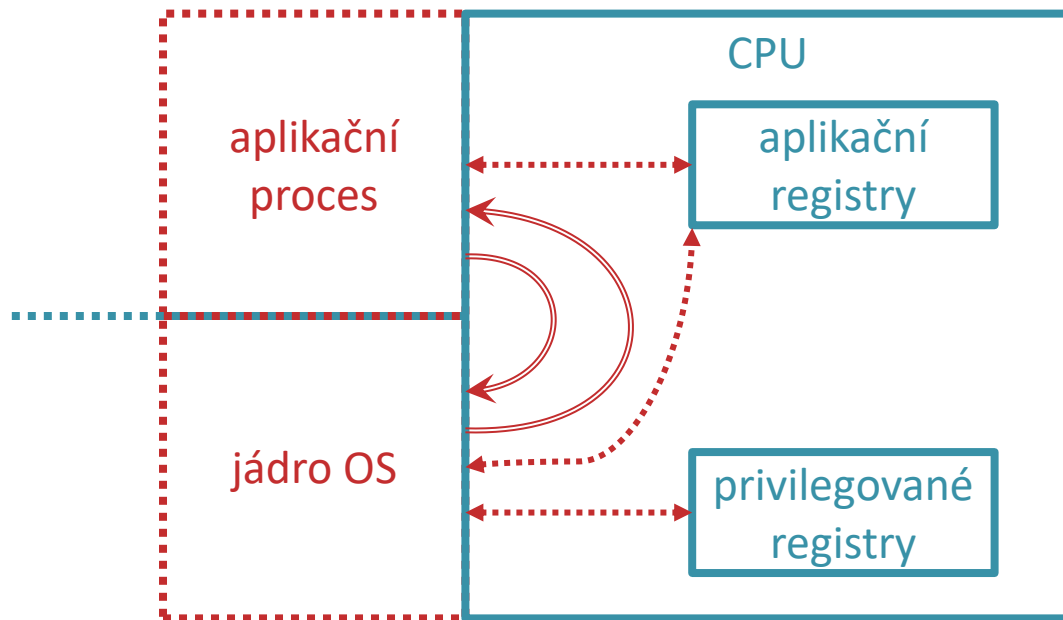 CPU
aplikační
proces
aplikační
registry
jádro OS
privilegované
registry